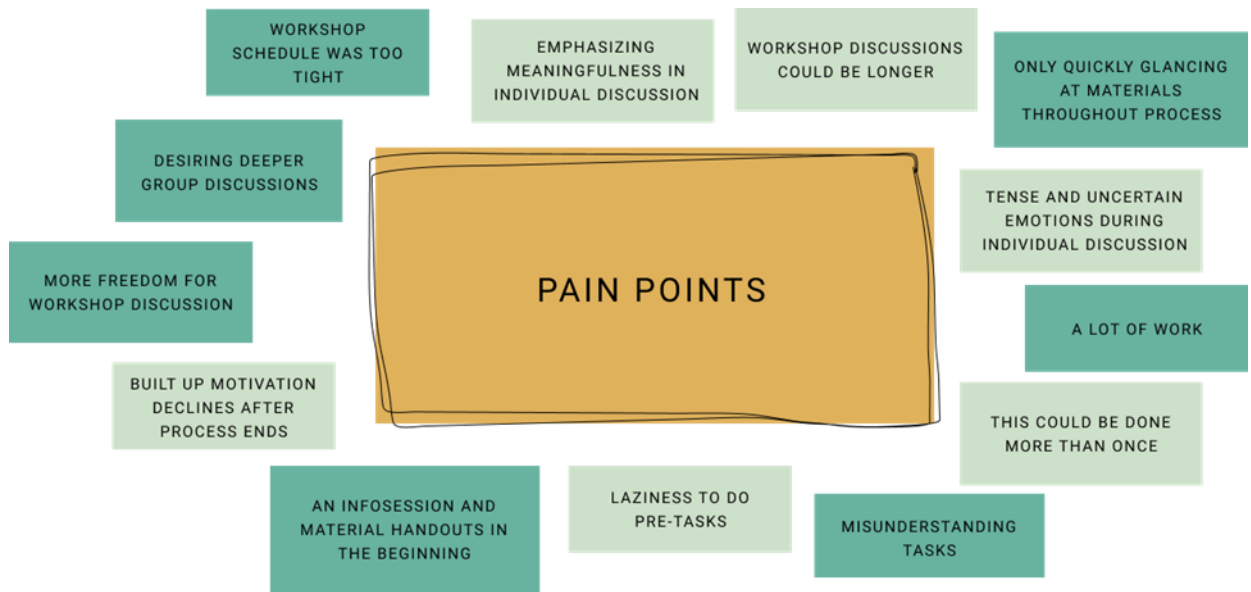 WORKSHOP
SCHEDULE WAS TOO
TIGHT
EMPHASIZING
MEANINGFULNESS IN
INDIVIDUAL DISCUSSION
WORKSHOP DISCUSSIONS
COULD BE LONGER
ONLY QUICKLY GLANCING
AT MATERIALS
THROUGHOUT PROCESS
DESIRING DEEPER
GROUP DISCUSSIONS
TENSE AND UNCERTAIN
EMOTIONS DURING
INDIVIDUAL DISCUSSION
MORE FREEDOM FOR
WORKSHOP DISCUSSION
PAIN POINTS
A LOT OF WORK
BUILT UP MOTIVATION
DECLINES AFTER
PROCESS ENDS
THIS COULD BE DONE
MORE THAN ONCE
AN INFOSESSION AND
MATERIAL HANDOUTS IN
THE BEGINNING
LAZINESS TO DO
PRE-TASKS
MISUNDERSTANDING
TASKS